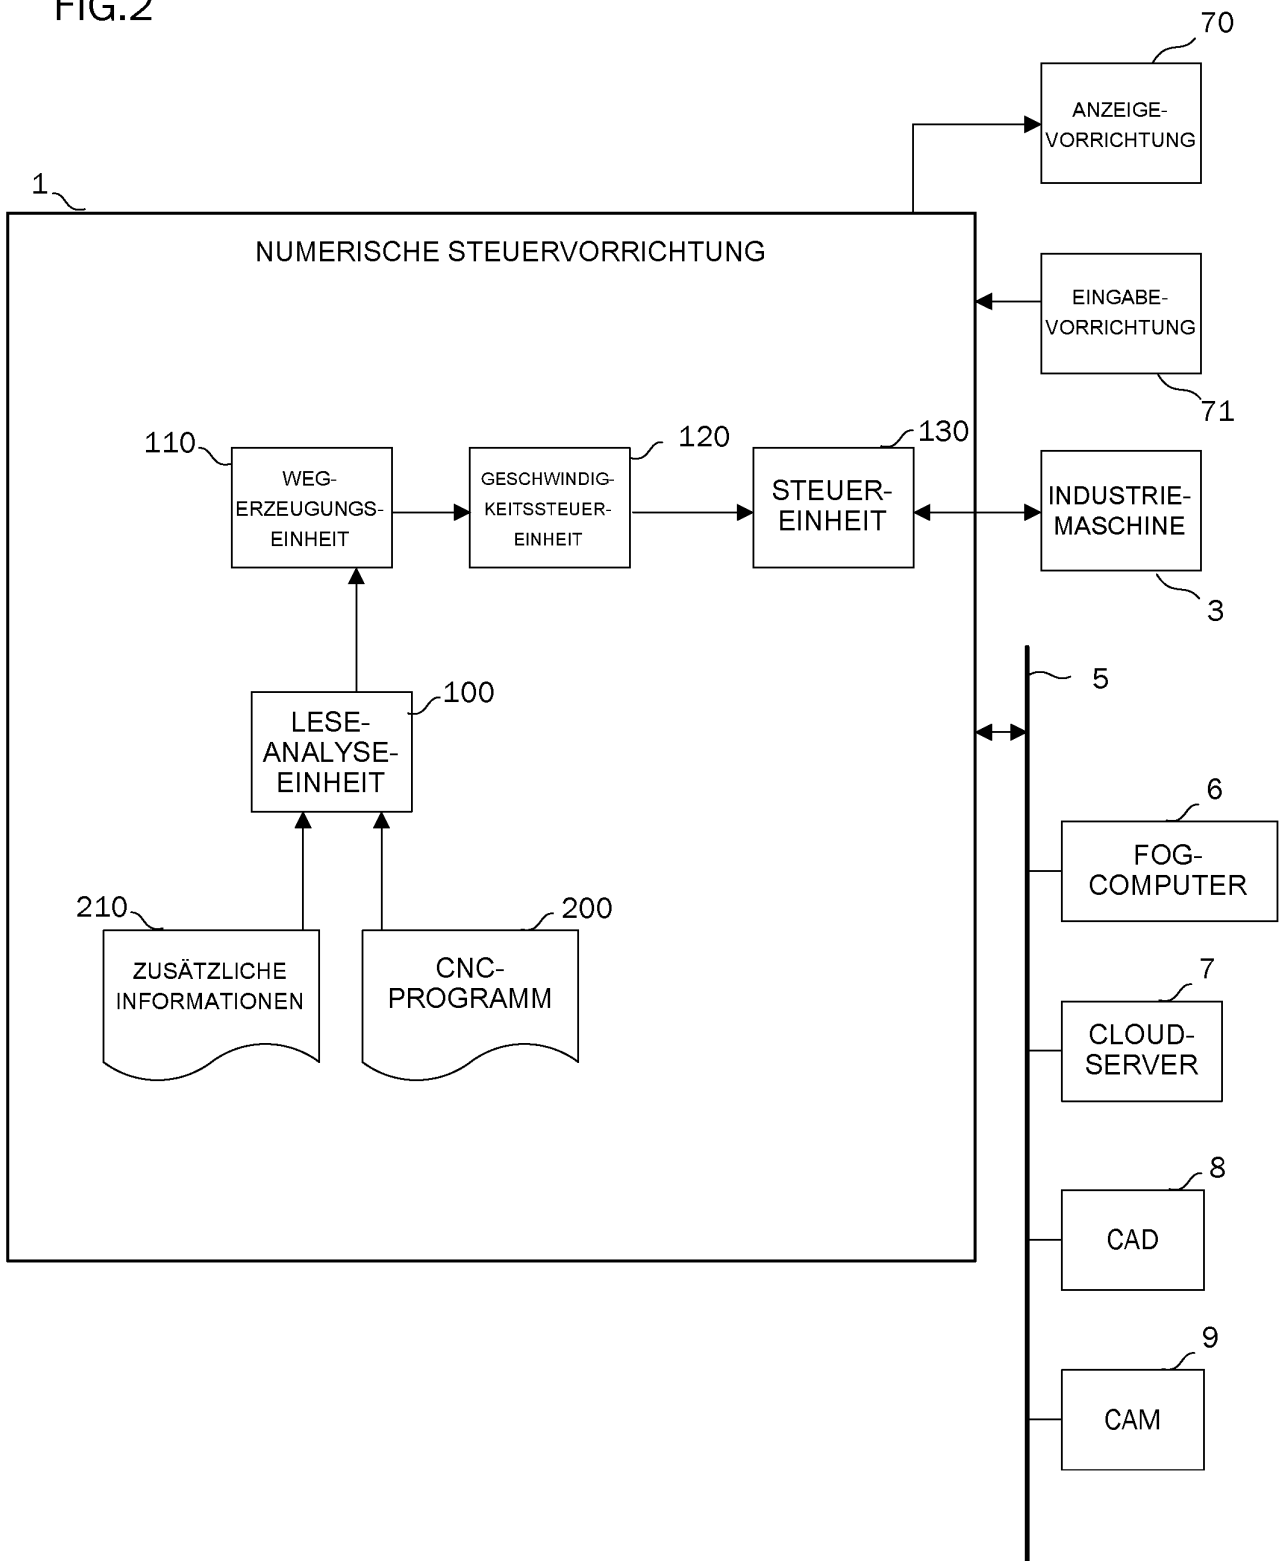 FIG.2
70
ANZEIGE-
VORRICHTUNG
1
NUMERISCHE STEUERVORRICHTUNG
EINGABE-
VORRICHTUNG
71
110
WEG-
ERZEUGUNGS-
EINHEIT
120
GESCHWINDIG-
KEITSSTEUER-
EINHEIT
130
STEUER-
EINHEIT
INDUSTRIE-
MASCHINE
3
5
100
LESE-
ANALYSE-
EINHEIT
6
FOG-
COMPUTER
210
ZUSÄTZLICHE
INFORMATIONEN
200
CNC-
PROGRAMM
7
CLOUD-
SERVER
8
CAD
9
CAM